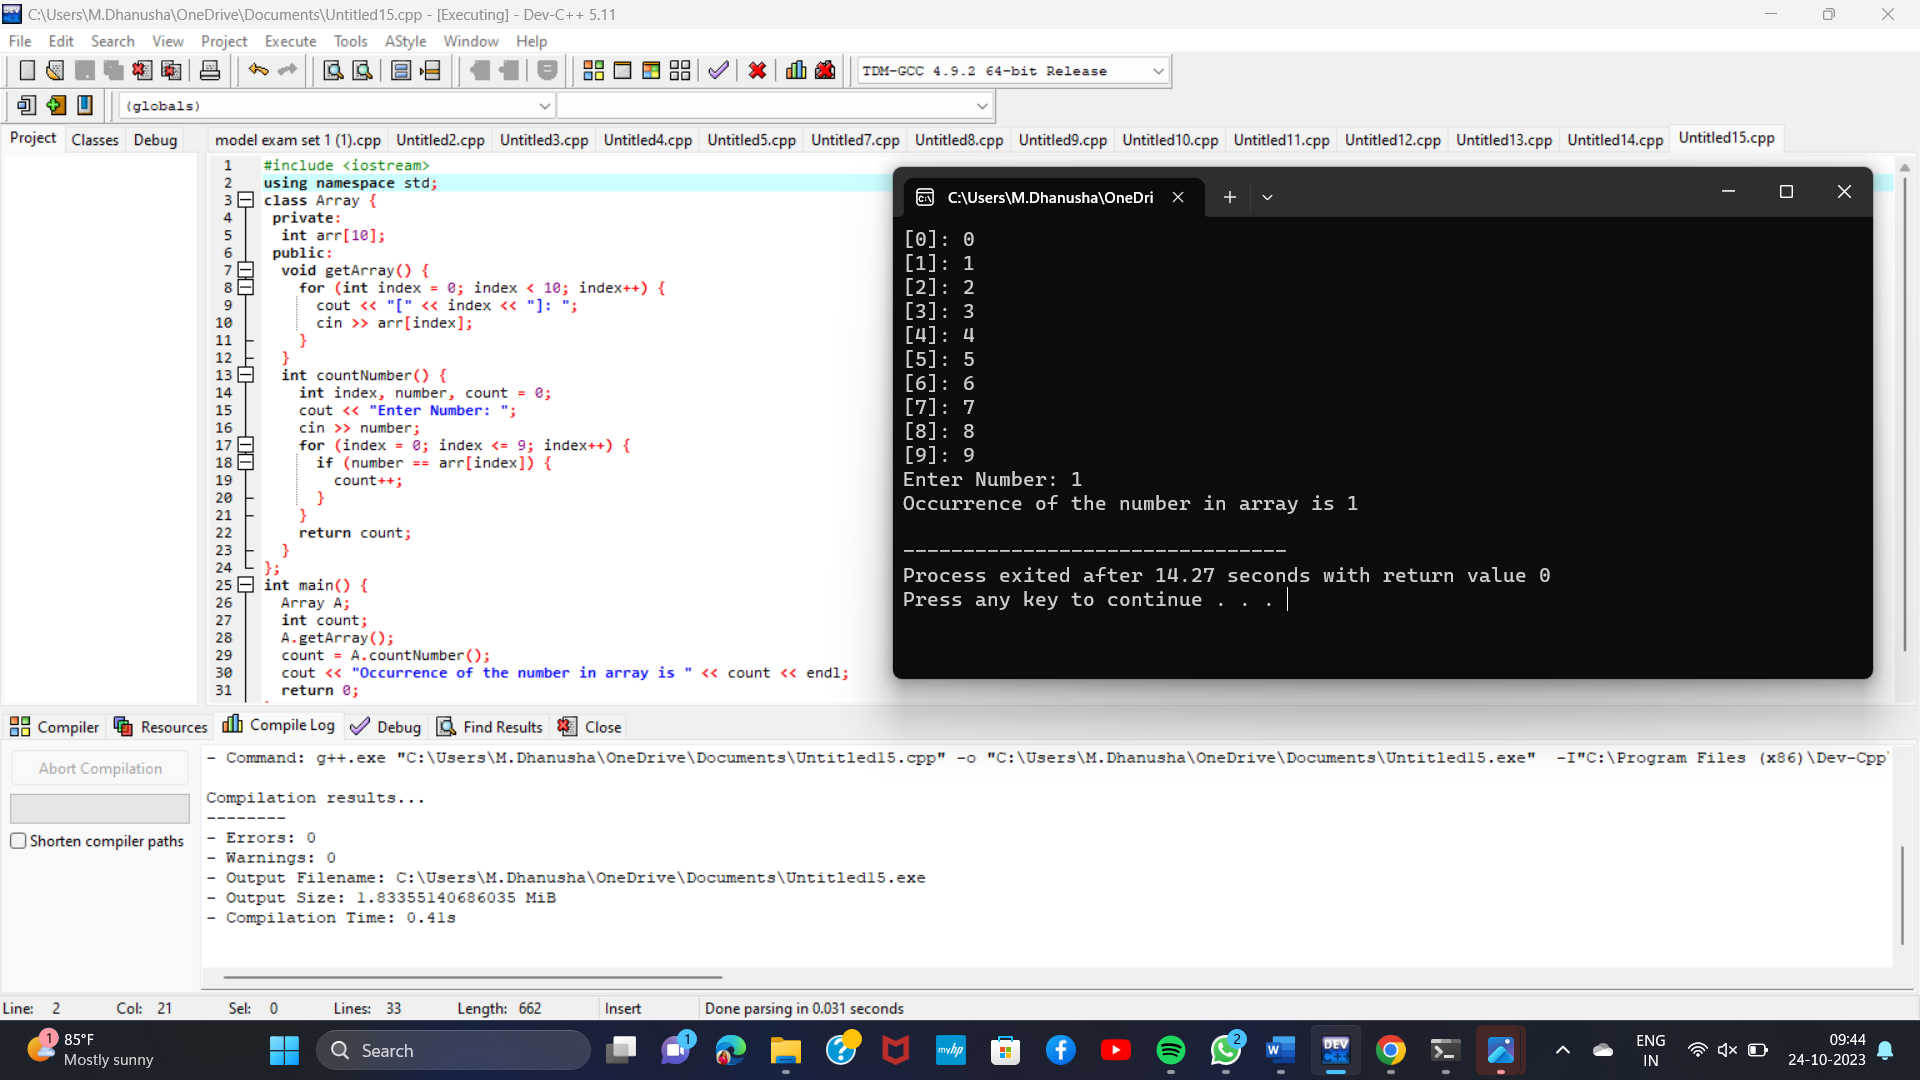 C:\Users\M.Dhanusha\OneDrive\Documents\Untitled15.cpp - [Executing] - Dev-C++ 5.11
File Edit Search View Project Execute Tools AStyle Window Help
TDM-GCC 4.9.2 64-bit Release
(globals)
Project Classes Debug
model exam set 1 (1).cpp Untitled2.cpp Untitled3.cpp Untitled4.cpp Untitled5.cpp Untitled7.cpp Untitled8.cpp Untitled9.cpp Untitled10.cpp Untitled11.cpp Untitled12.cpp Untitled13.cpp Untitled14.cpp Untitled15.cpp
1 #include <iostream>
2 using namespace std;
3 class Array {
4 private:
5 int arr[10];
6 public:
7 void getArray() {
8 for (int index = 0; index < 10; index++) {
9 cout << "[" << index << "]: ";
10 cin >> arr[index];
11 }
12 }
13 int countNumber() {
14 int index, number, count = 0;
15 cout << "Enter Number: ";
16 cin >> number;
17 for (index = 0; index <= 9; index++) {
18 if (number == arr[index]) {
19 count++;
20 }
21 }
22 return count;
23 }
24 };
25 int main() {
26 Array A;
27 int count;
28 A.getArray();
29 count = A.countNumber();
30 cout << "Occurrence of the number in array is " << count << endl;
31 return 0;
C:\Users\M.Dhanusha\OneDri
[0]: 0
[1]: 1
[2]: 2
[3]: 3
[4]: 4
[5]: 5
[6]: 6
[7]: 7
[8]: 8
[9]: 9
Enter Number: 1
Occurrence of the number in array is 1
--------------------------------
Process exited after 14.27 seconds with return value 0
Press any key to continue . . .
Compiler Resources Compile Log Debug Find Results Close
Abort Compilation
Shorten compiler paths
- Command: g++.exe "C:\Users\M.Dhanusha\OneDrive\Documents\Untitled15.cpp" -o "C:\Users\M.Dhanusha\OneDrive\Documents\Untitled15.exe" -I"C:\Program Files (x86)\Dev-Cpp\
Compilation results...
--------
- Errors: 0
- Warnings: 0
- Output Filename: C:\Users\M.Dhanusha\OneDrive\Documents\Untitled15.exe
- Output Size: 1.83355140686035 MiB
- Compilation Time: 0.41s
Line: 2 Col: 21 Sel: 0 Lines: 33 Length: 662 Insert Done parsing in 0.031 seconds
1
85°F
Mostly sunny
Search
1
myhp
2
DEV C++
ENG
IN
09:44
24-10-2023